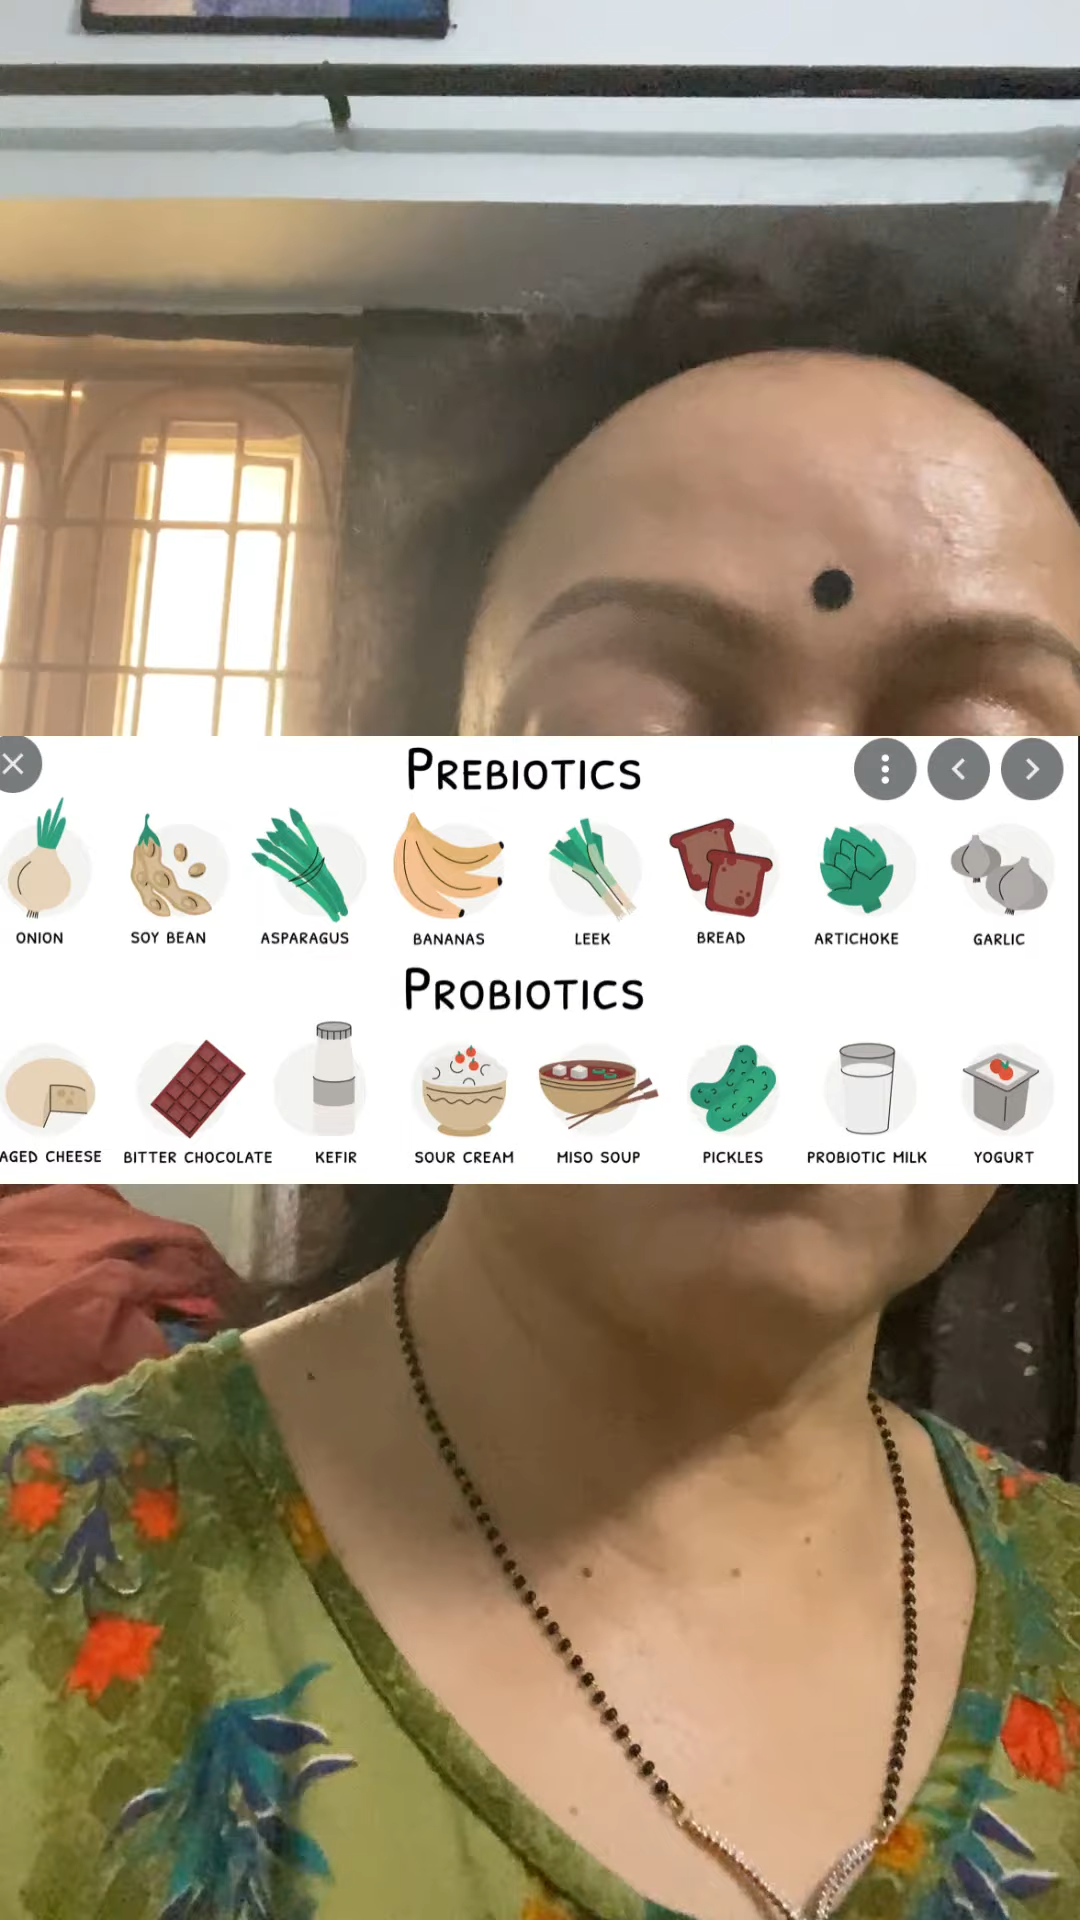 PREBIOTICS
ONION SOY BEAN ASPARAGUS BANANAS LEEK BREAD ARTICHOKE GARLIC
PROBIOTICS
AGED CHEESE BITTER CHOCOLATE KEFIR SOUR CREAM MISO SOUP PICKLES PROBIOTIC MILK YOGURT